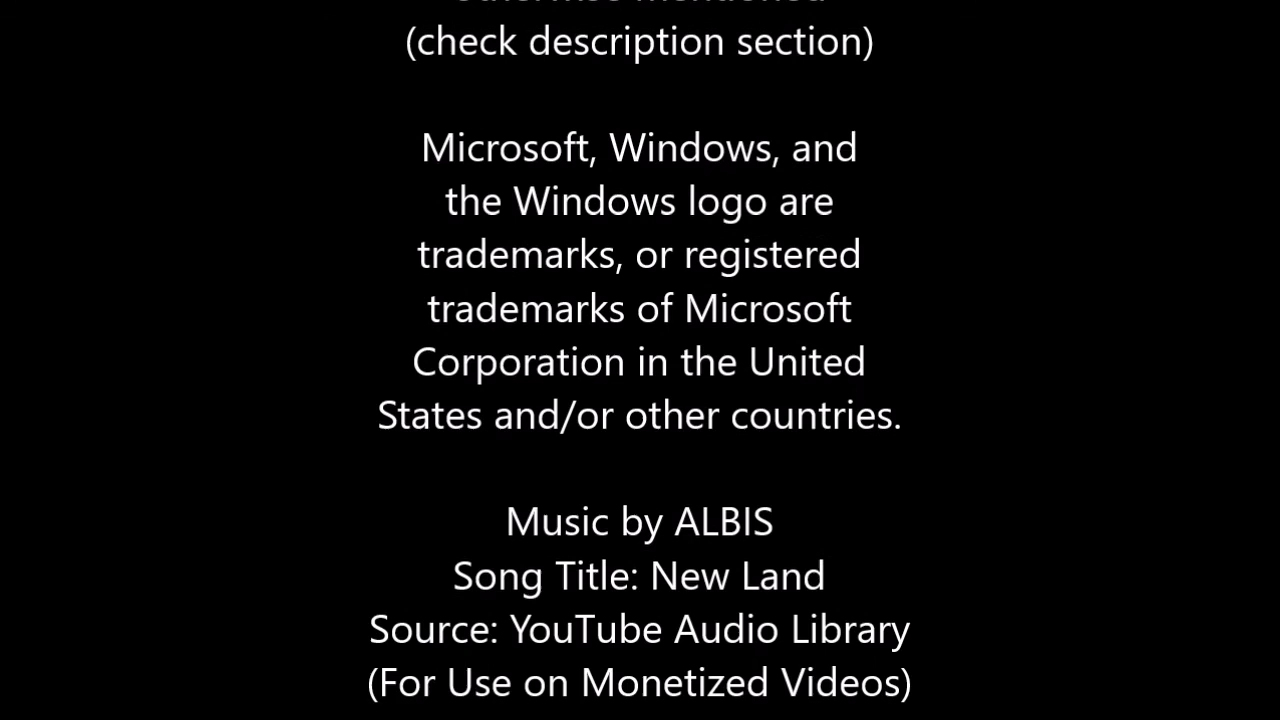 otherwise mentioned
(check description section)
Microsoft, Windows, and
the Windows logo are
trademarks, or registered
trademarks of Microsoft
Corporation in the United
States and/or other countries.
Music by ALBIS
Song Title: New Land
Source: YouTube Audio Library
(For Use on Monetized Videos)